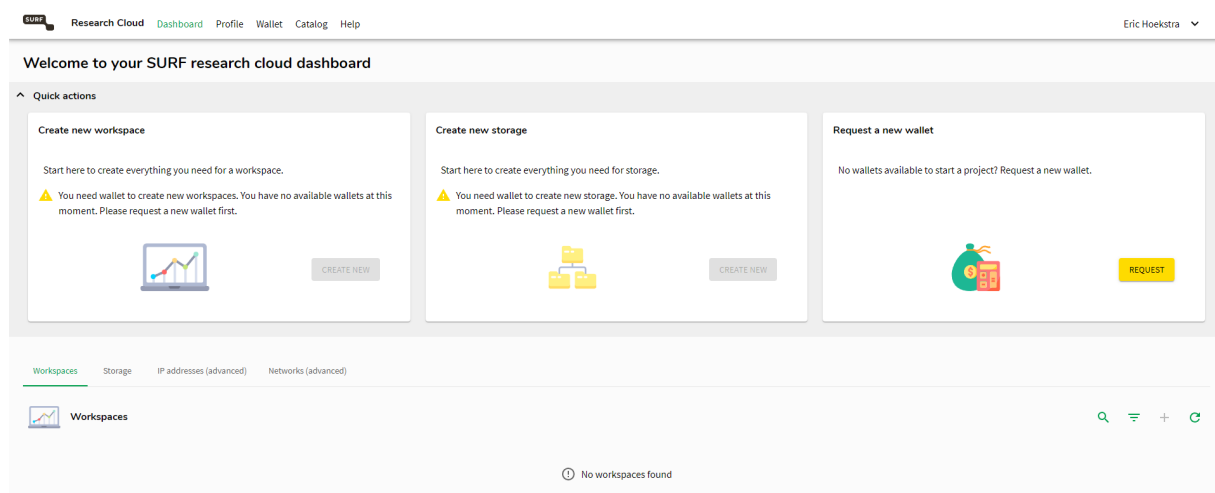 SURF Research Cloud Dashboard Profile Wallet Catalog Help Eric Hoekstra
Welcome to your SURF research cloud dashboard
Quick actions
Create new workspace
Start here to create everything you need for a workspace.
You need wallet to create new workspaces. You have no available wallets at this
moment. Please request a new wallet first.
CREATE NEW
Create new storage
Start here to create everything you need for storage.
You need wallet to create new storage. You have no available wallets at this
moment. Please request a new wallet first.
CREATE NEW
Request a new wallet
No wallets available to start a project? Request a new wallet.
$
REQUEST
Workspaces Storage IP addresses (advanced) Networks (advanced)
Workspaces
No workspaces found